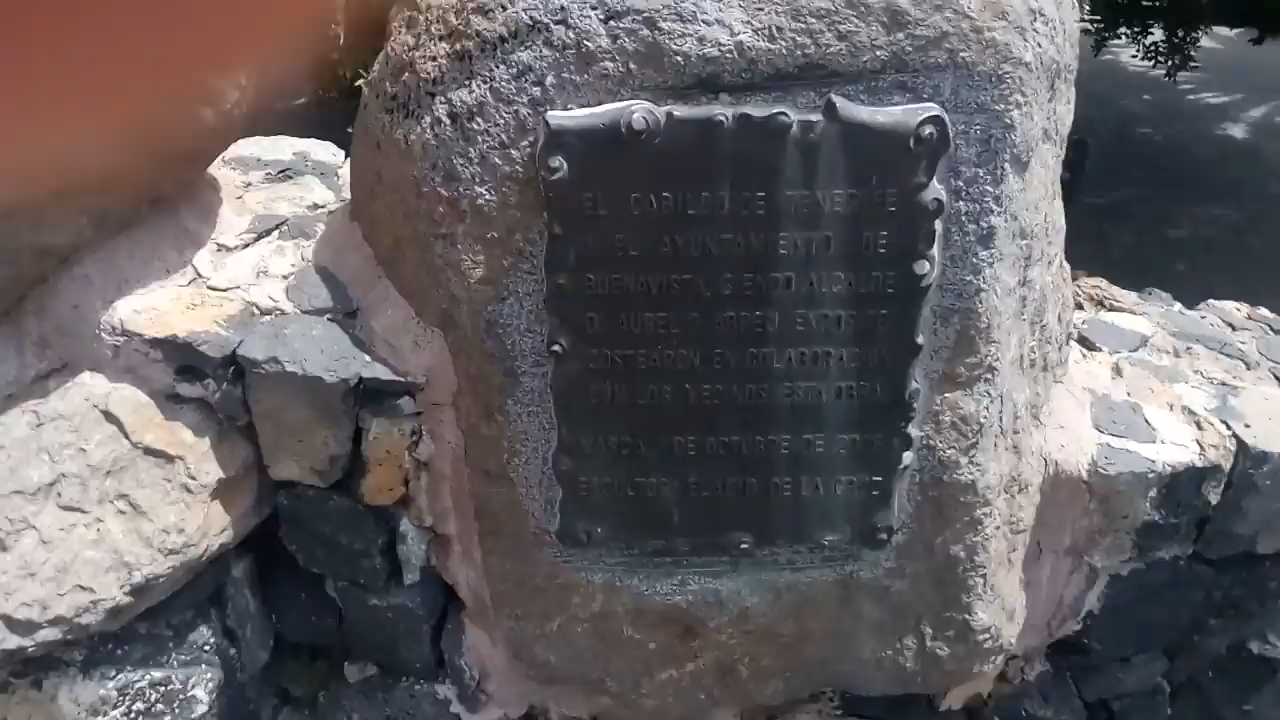 EL CABILDO DE TENERIFE
Y EL AYUNTAMIENTO DE
BUENAVISTA, SIENDO ALCALDE
D. AURELIO ABREU EXPOSITO
COSTEARON EN COLABORACION
CON LOS VECINOS ESTA OBRA
MASCA, DE OCTUBRE DE
ESCULTOR: DE LA CRUZ